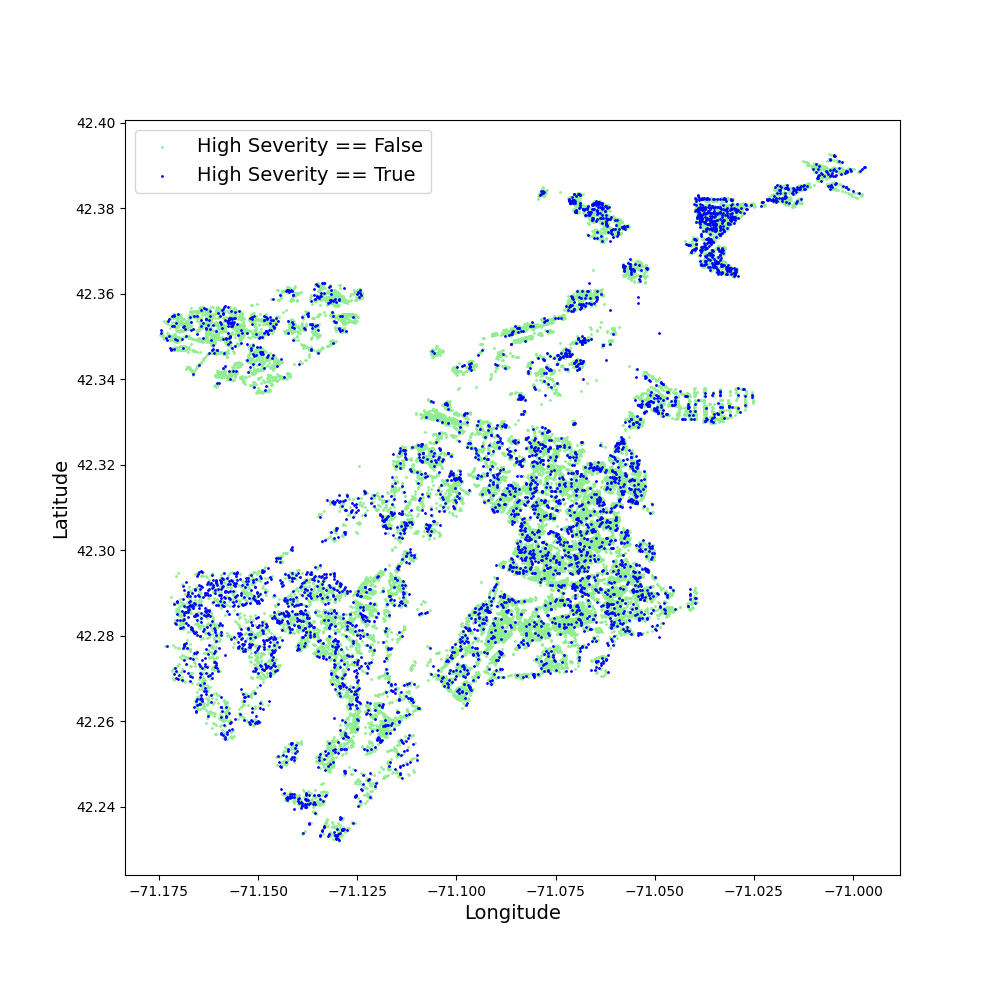 High Severity == False
High Severity == True
42.40
42.38
42.36
42.34
42.32
42.30
42.28
42.26
42.24
Latitude
−71.175 −71.150 −71.125 −71.100 −71.075 −71.050 −71.025 −71.000
Longitude